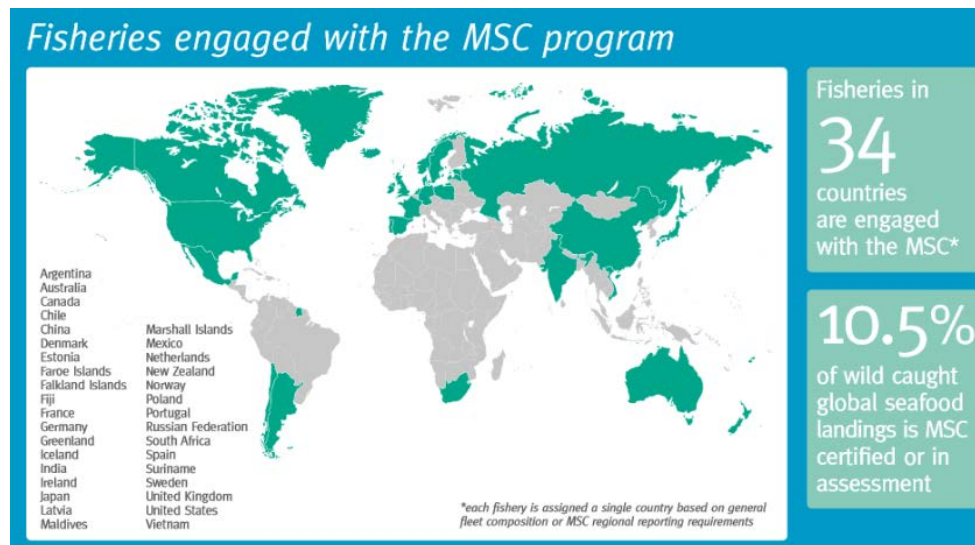 Fisheries engaged with the MSC program
Argentina
Australia
Canada
Chile
China
Denmark
Estonia
Faroe Islands
Falkland Islands
Fiji
France
Germany
Greenland
Iceland
India
Ireland
Japan
Latvia
Maldives
Marshall Islands
Mexico
Netherlands
New Zealand
Norway
Poland
Portugal
Russian Federation
South Africa
Spain
Suriname
Sweden
United Kingdom
United States
Vietnam
*each fishery is assigned a single country based on general
fleet composition or MSC regional reporting requirements
Fisheries in
34
countries
are engaged
with the MSC*
10.5%
of wild caught
global seafood
landings is MSC
certified or in
assessment